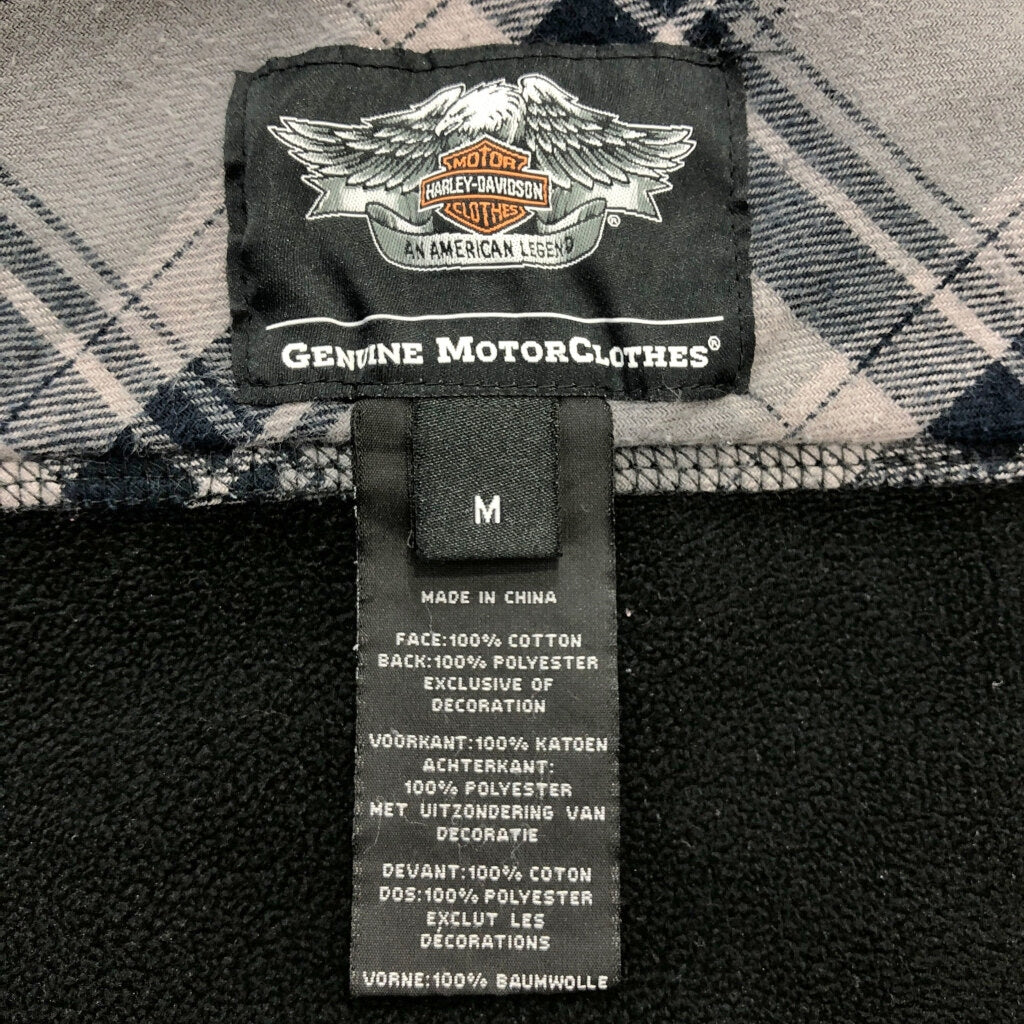 MOTOR
HARLEY-DAVIDSON
CLOTHES
®
AN AMERICAN LEGEND
GENUINE MOTORCLOTHES®
M
MADE IN CHINA
FACE:100% COTTON
BACK:100% POLYESTER
EXCLUSIVE OF
DECORATION
VOORKANT:100% KATOEN
ACHTERKANT:
100% POLYESTER
MET UITZONDERING VAN
DECORATIE
DEVANT:100% COTON
DOS:100% POLYESTER
EXCLUT LES
DÉCORATIONS
VORNE:100% BAUMWOLLE